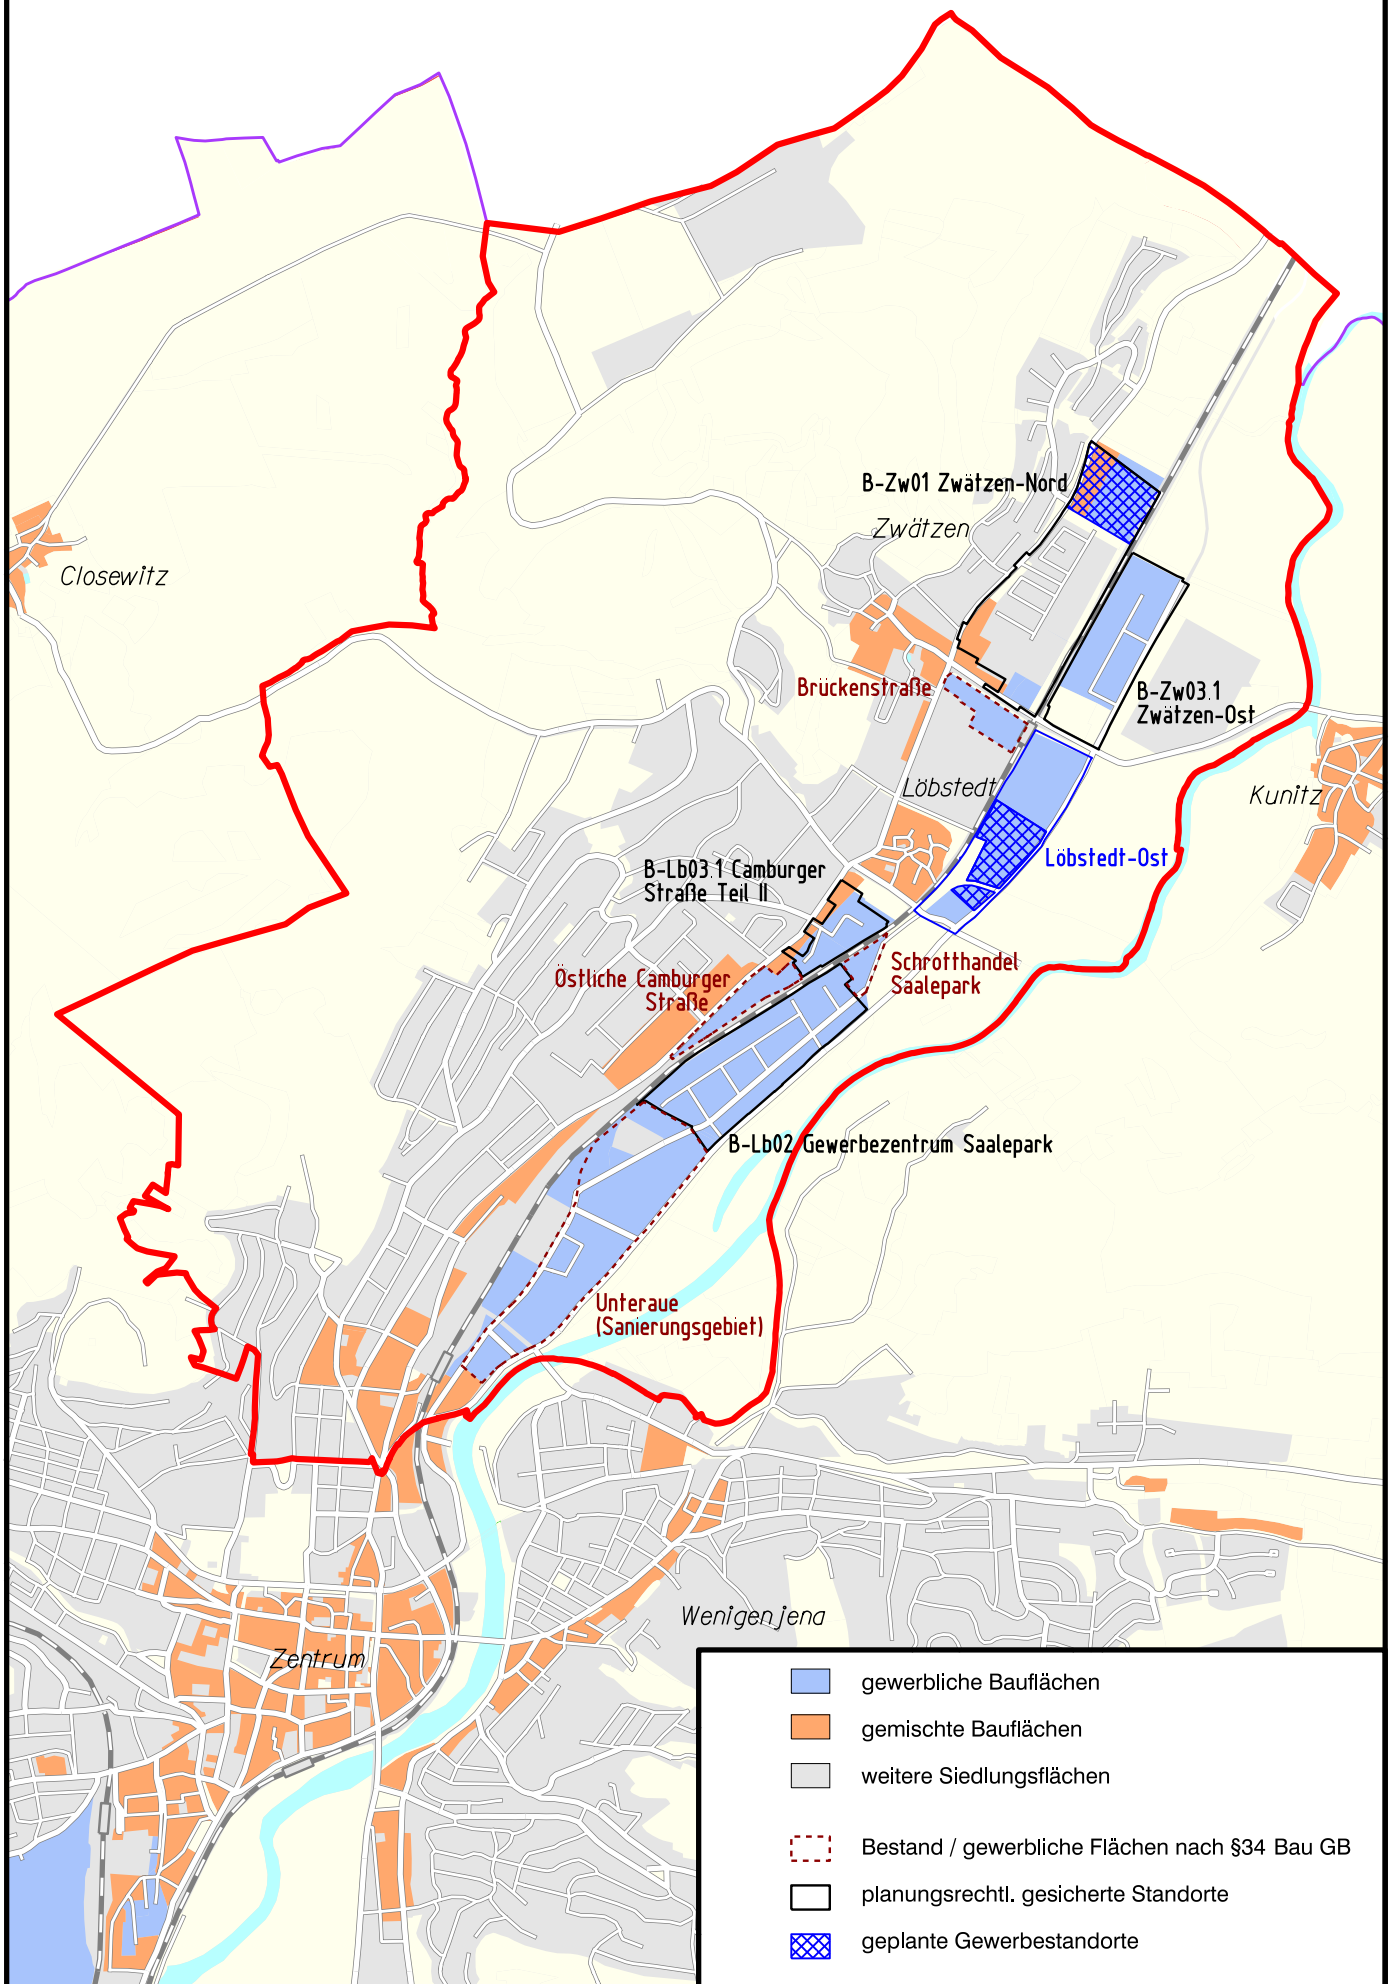 B-Zw01 Zwätzen-Nord
Zwätzen
Closewitz
Brückenstraße
B-Zw03.1
Zwätzen-Ost
Löbstedt
Kunitz
Löbstedt-Ost
B-Lb03.1 Camburger
Straße Teil II
Östliche Camburger
Straße
Schrotthandel
Saalepark
B-Lb02 Gewerbezentrum Saalepark
Unteraue
(Sanierungsgebiet)
Wenigenjena
Zentrum
gewerbliche Bauflächen
gemischte Bauflächen
weitere Siedlungsflächen
Bestand / gewerbliche Flächen nach §34 Bau GB
planungsrechtl. gesicherte Standorte
geplante Gewerbestandorte